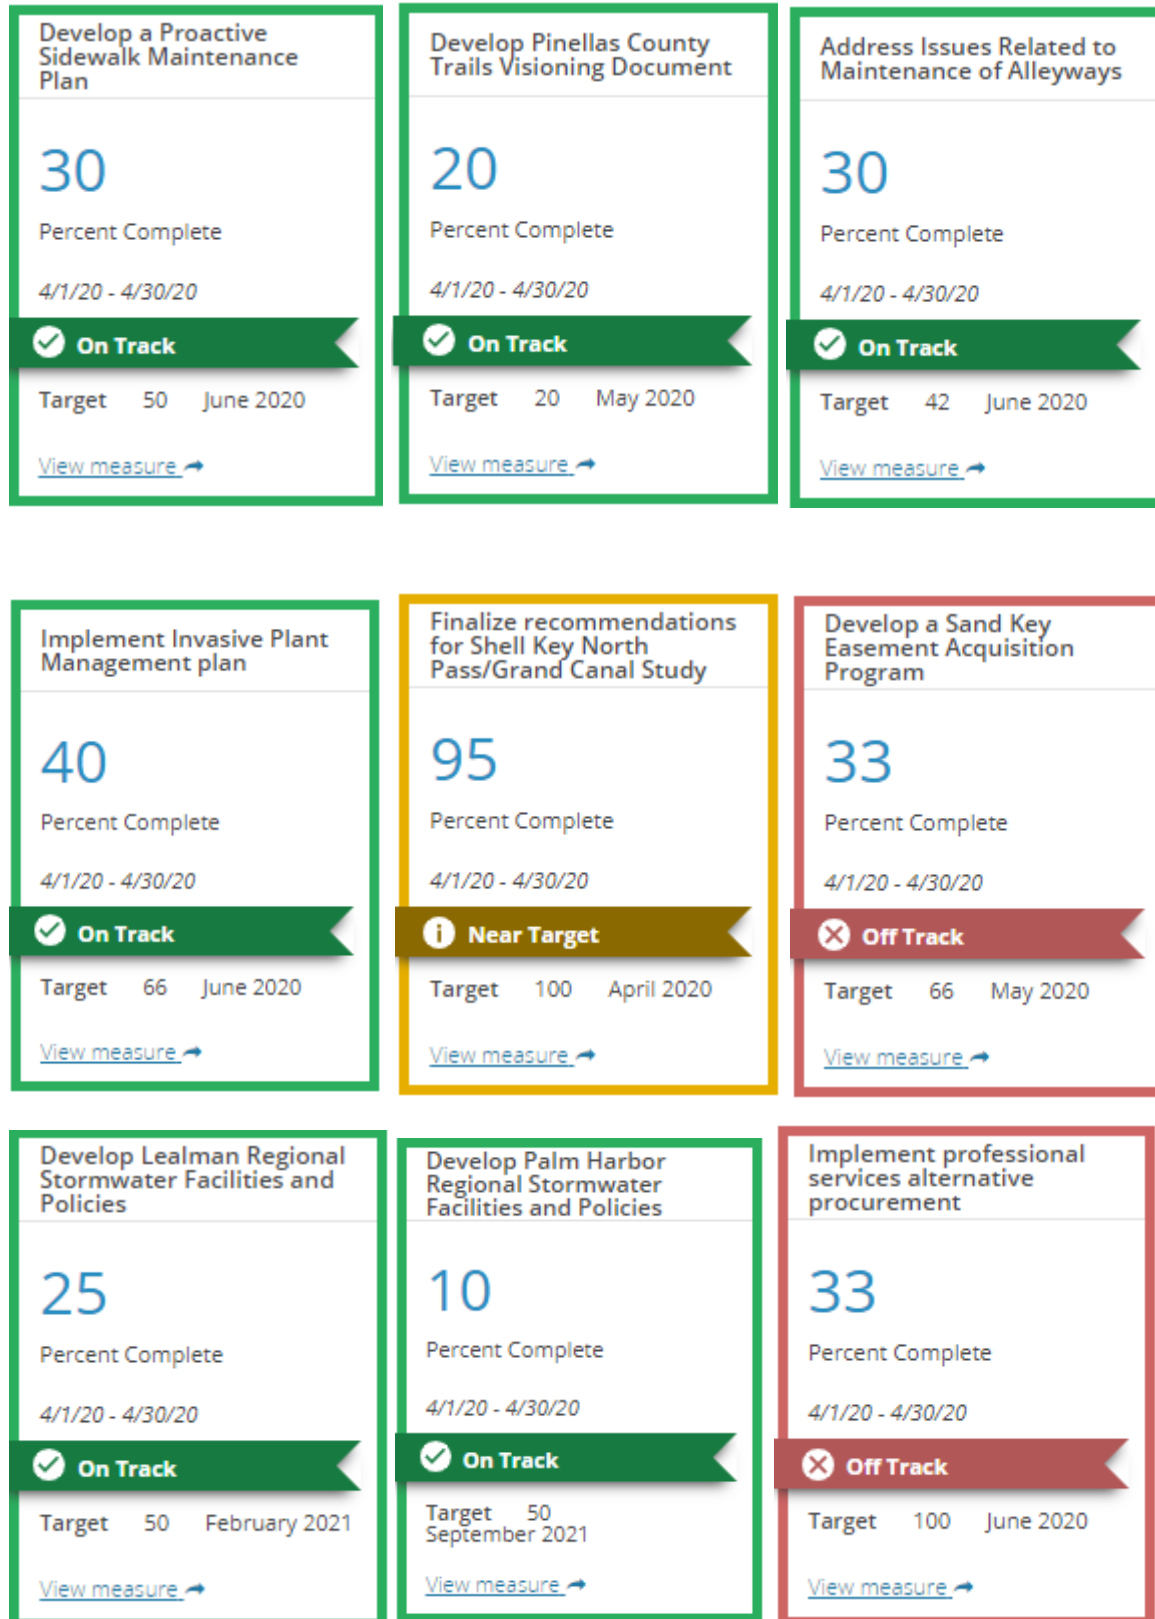 Develop a Proactive
Sidewalk Maintenance
Plan
30
Percent Complete
4/1/20 - 4/30/20
On Track
Target 50 June 2020
View measure
Develop Pinellas County
Trails Visioning Document
20
Percent Complete
4/1/20 - 4/30/20
On Track
Target 20 May 2020
View measure
Address Issues Related to
Maintenance of Alleyways
30
Percent Complete
4/1/20 - 4/30/20
On Track
Target 42 June 2020
View measure
Implement Invasive Plant
Management plan
40
Percent Complete
4/1/20 - 4/30/20
On Track
Target 66 June 2020
View measure
Finalize recommendations
for Shell Key North
Pass/Grand Canal Study
95
Percent Complete
4/1/20 - 4/30/20
Near Target
Target 100 April 2020
View measure
Develop a Sand Key
Easement Acquisition
Program
33
Percent Complete
4/1/20 - 4/30/20
Off Track
Target 66 May 2020
View measure
Develop Lealman Regional
Stormwater Facilities and
Policies
25
Percent Complete
4/1/20 - 4/30/20
On Track
Target 50 February 2021
View measure
Develop Palm Harbor
Regional Stormwater
Facilities and Policies
10
Percent Complete
4/1/20 - 4/30/20
On Track
Target 50
September 2021
View measure
Implement professional
services alternative
procurement
33
Percent Complete
4/1/20 - 4/30/20
Off Track
Target 100 June 2020
View measure